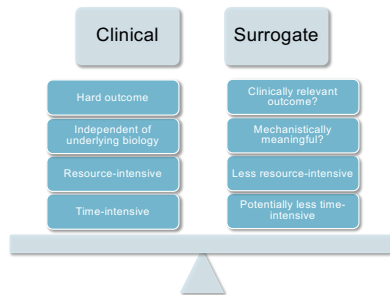 Clinical
Surrogate
Hard outcome
Independent of
underlying biology
Resource-intensive
Time-intensive
Clinically relevant
outcome?
Mechanistically
meaningful?
Less resource-intensive
Potentially less time-
intensive